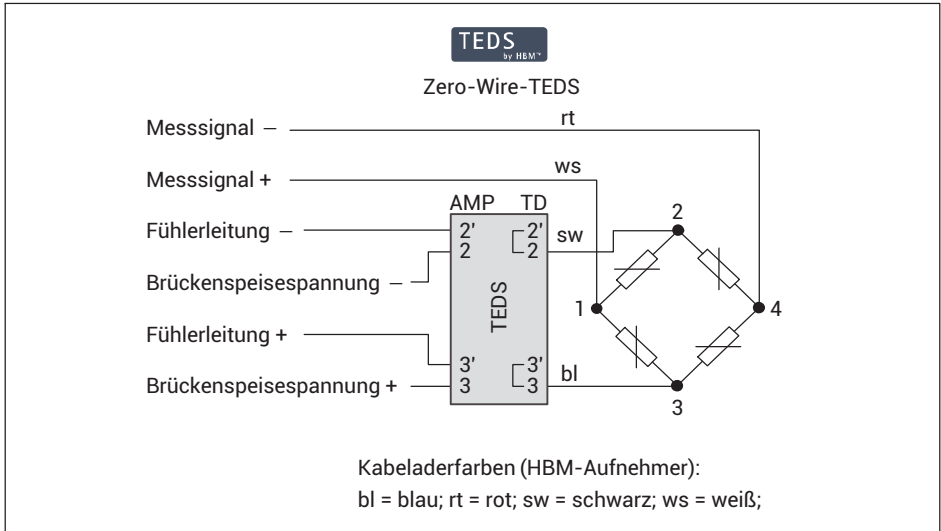 TEDS
by HBM™
Zero-Wire-TEDS
rt
Messsignal –
ws
Messsignal +
AMP TD
2
Fühlerleitung –
2' 2'
sw
2 2
Brückenspeisespannung –
TEDS
1
4
Fühlerleitung +
3' 3'
bl
Brückenspeisespannung +
3 3
3
Kabeladerfarben (HBM-Aufnehmer):
bl = blau; rt = rot; sw = schwarz; ws = weiß;